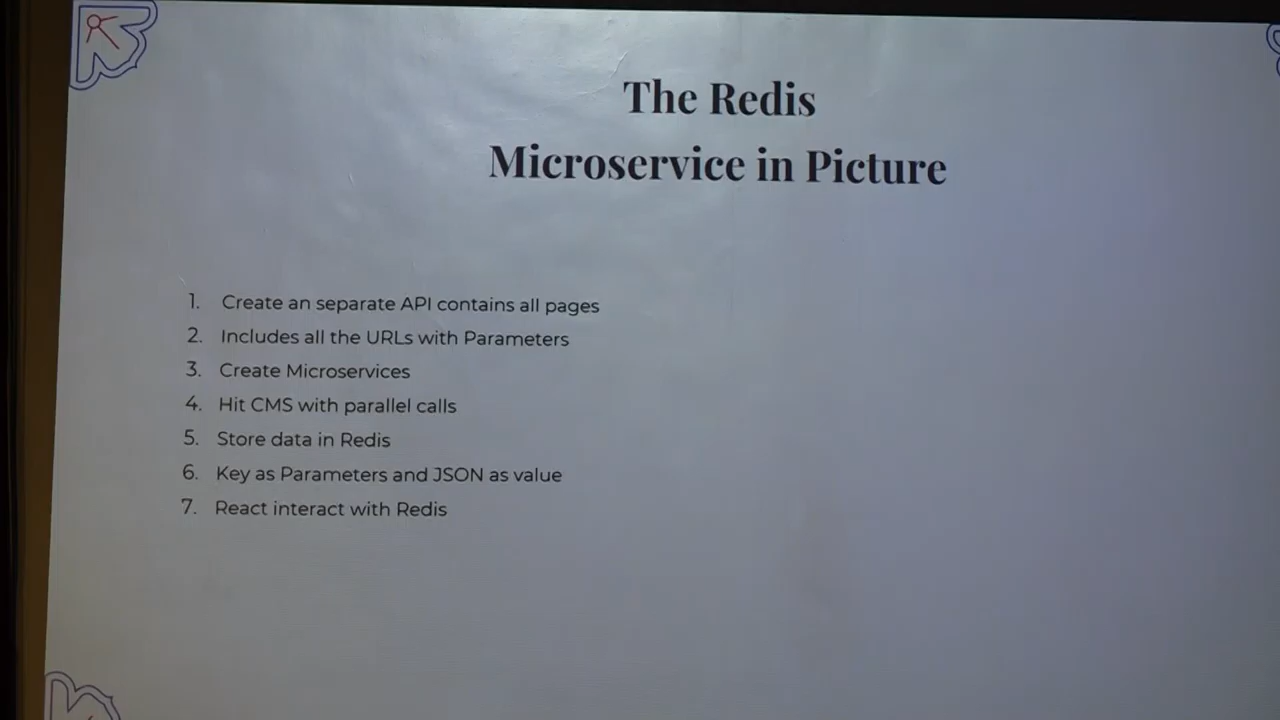 The Redis
Microservice in Picture
1. Create an separate API contains all pages
2. Includes all the URLs with Parameters
3. Create Microservices
4. Hit CMS with parallel calls
5. Store data in Redis
6. Key as Parameters and JSON as value
7. React interact with Redis